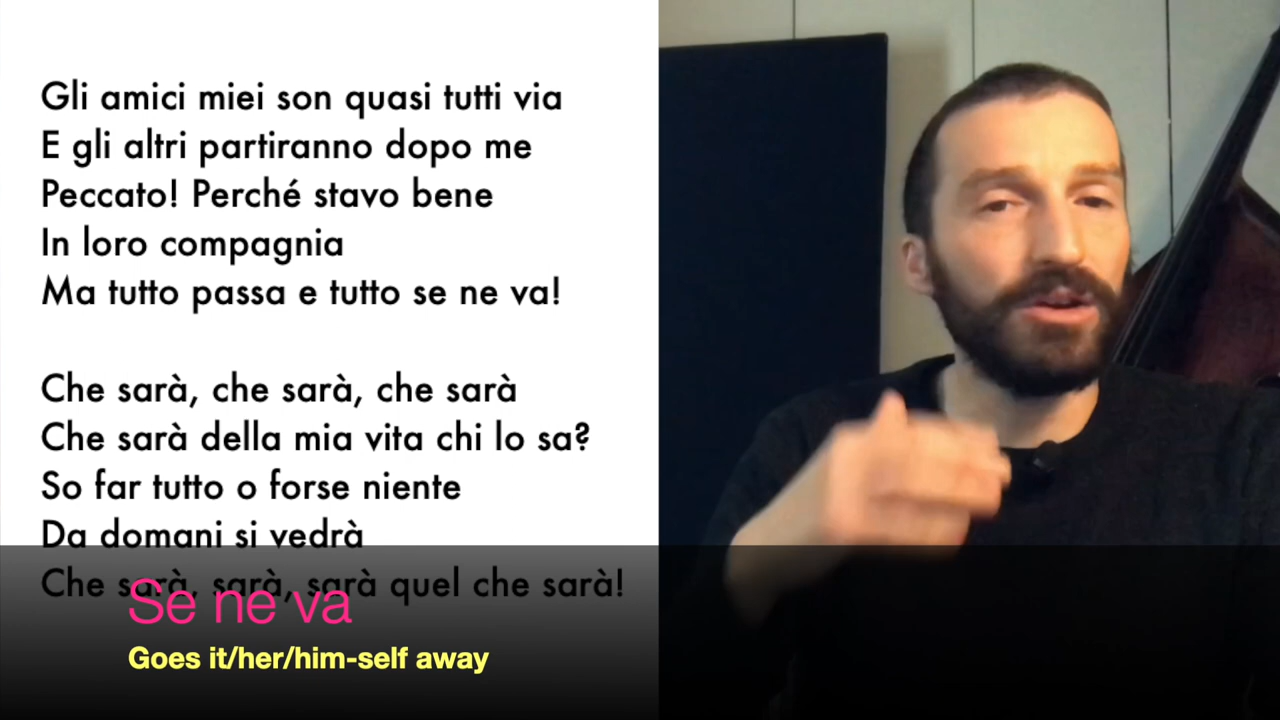 Gli amici miei son quasi tutti via
E gli altri partiranno dopo me
Peccato! Perché stavo bene
In loro compagnia
Ma tutto passa e tutto se ne va!
Che sarà, che sarà, che sarà
Che sarà della mia vita chi lo sa?
So far tutto o forse niente
Da domani si vedrà
Che sarà, sarà, sarà quel che sarà!
Se ne va
Goes it/her/him-self away